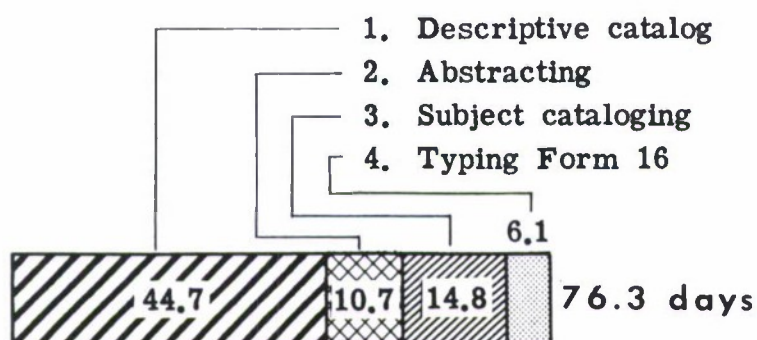 1. Descriptive catalog
2. Abstracting
3. Subject cataloging
4. Typing Form 16
6.1
44.7 10.7 14.8 76.3 days